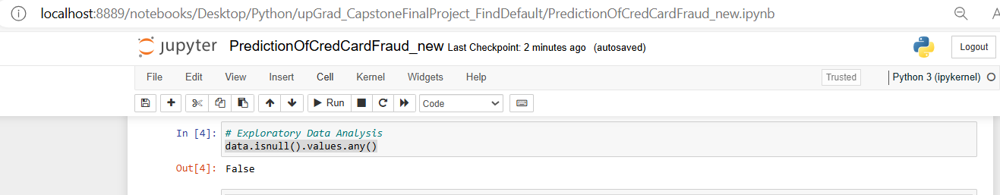 localhost:8889/notebooks/Desktop/Python/upGrad_CapstoneFinalProject_FindDefault/PredictionOfCredCardFraud_new.ipynb
jupyter PredictionOfCredCardFraud_new Last Checkpoint: 2 minutes ago (autosaved) Logout
File Edit View Insert Cell Kernel Widgets Help Trusted Python 3 (ipykernel)
Run Code
In [4]: # Exploratory Data Analysis
data.isnull().values.any()
Out[4]: False